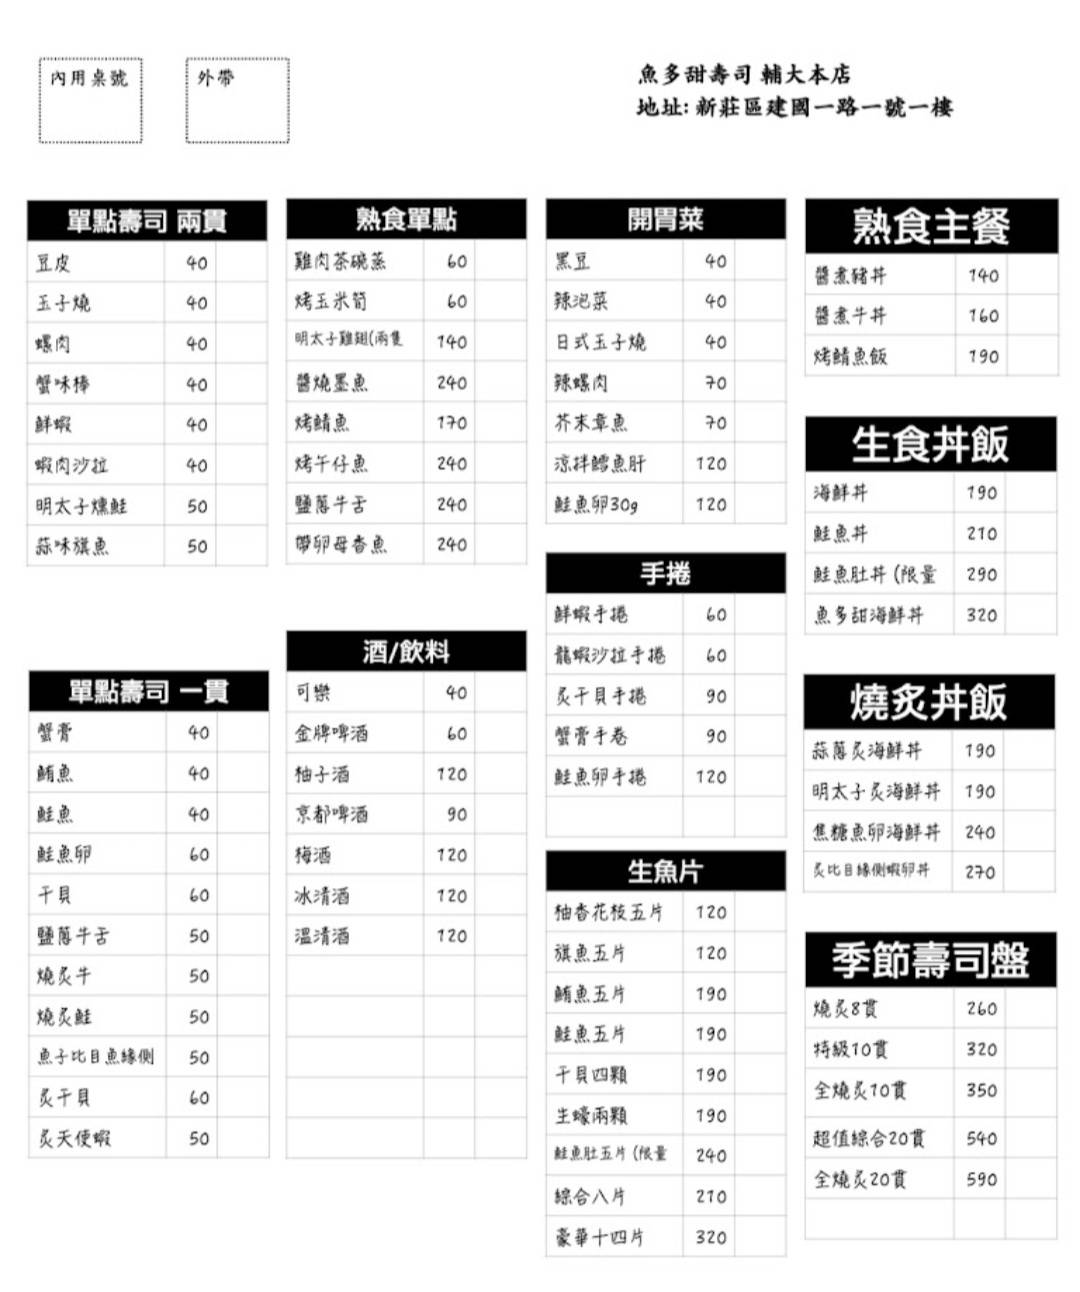 內用桌號
外帶
魚多甜壽司 輔大本店
地址: 新莊區建國一路一號一樓
單點壽司 兩貫
豆皮 40
玉子燒 40
螺肉 40
蟹味棒 40
鮮蝦 40
蝦肉沙拉 40
明太子燻鮭 50
蒜味旗魚 50
單點壽司 一貫
蟹膏 40
鮪魚 40
鮭魚 40
鮭魚卵 60
干貝 60
鹽蔥牛舌 50
燒炙牛 50
燒炙鮭 50
魚子比目魚緣側 50
炙干貝 60
炙天使蝦 50
熟食單點
雞肉茶碗蒸 60
烤玉米筍 60
明太子雞翅(兩隻 140
醬燒墨魚 240
烤鯖魚 170
烤午仔魚 240
鹽蔥牛舌 240
帶卵母香魚 240
酒/飲料
可樂 40
金牌啤酒 60
柚子酒 120
京都啤酒 90
梅酒 120
冰清酒 120
溫清酒 120
開胃菜
黑豆 40
辣泡菜 40
日式玉子燒 40
辣螺肉 70
芥末章魚 70
涼拌鱈魚肝 120
鮭魚卵30g 120
手捲
鮮蝦手捲 60
龍蝦沙拉手捲 60
炙干貝手捲 90
蟹膏手卷 90
鮭魚卵手捲 120
生魚片
柚香花枝五片 120
旗魚五片 120
鮪魚五片 190
鮭魚五片 190
干貝四顆 190
生蠔兩顆 190
鮭魚肚五片 (限量 240
綜合八片 210
豪華十四片 320
熟食主餐
醬煮豬丼 140
醬煮牛丼 160
烤鯖魚飯 190
生食丼飯
海鮮丼 190
鮭魚丼 210
鮭魚肚丼 (限量 290
魚多甜海鮮丼 320
燒炙丼飯
蒜蔥炙海鮮丼 190
明太子炙海鮮丼 190
焦糖魚卵海鮮丼 240
炙比目緣側蝦卵丼 270
季節壽司盤
燒炙8貫 260
特級10貫 320
全燒炙10貫 350
超值綜合20貫 540
全燒炙20貫 590